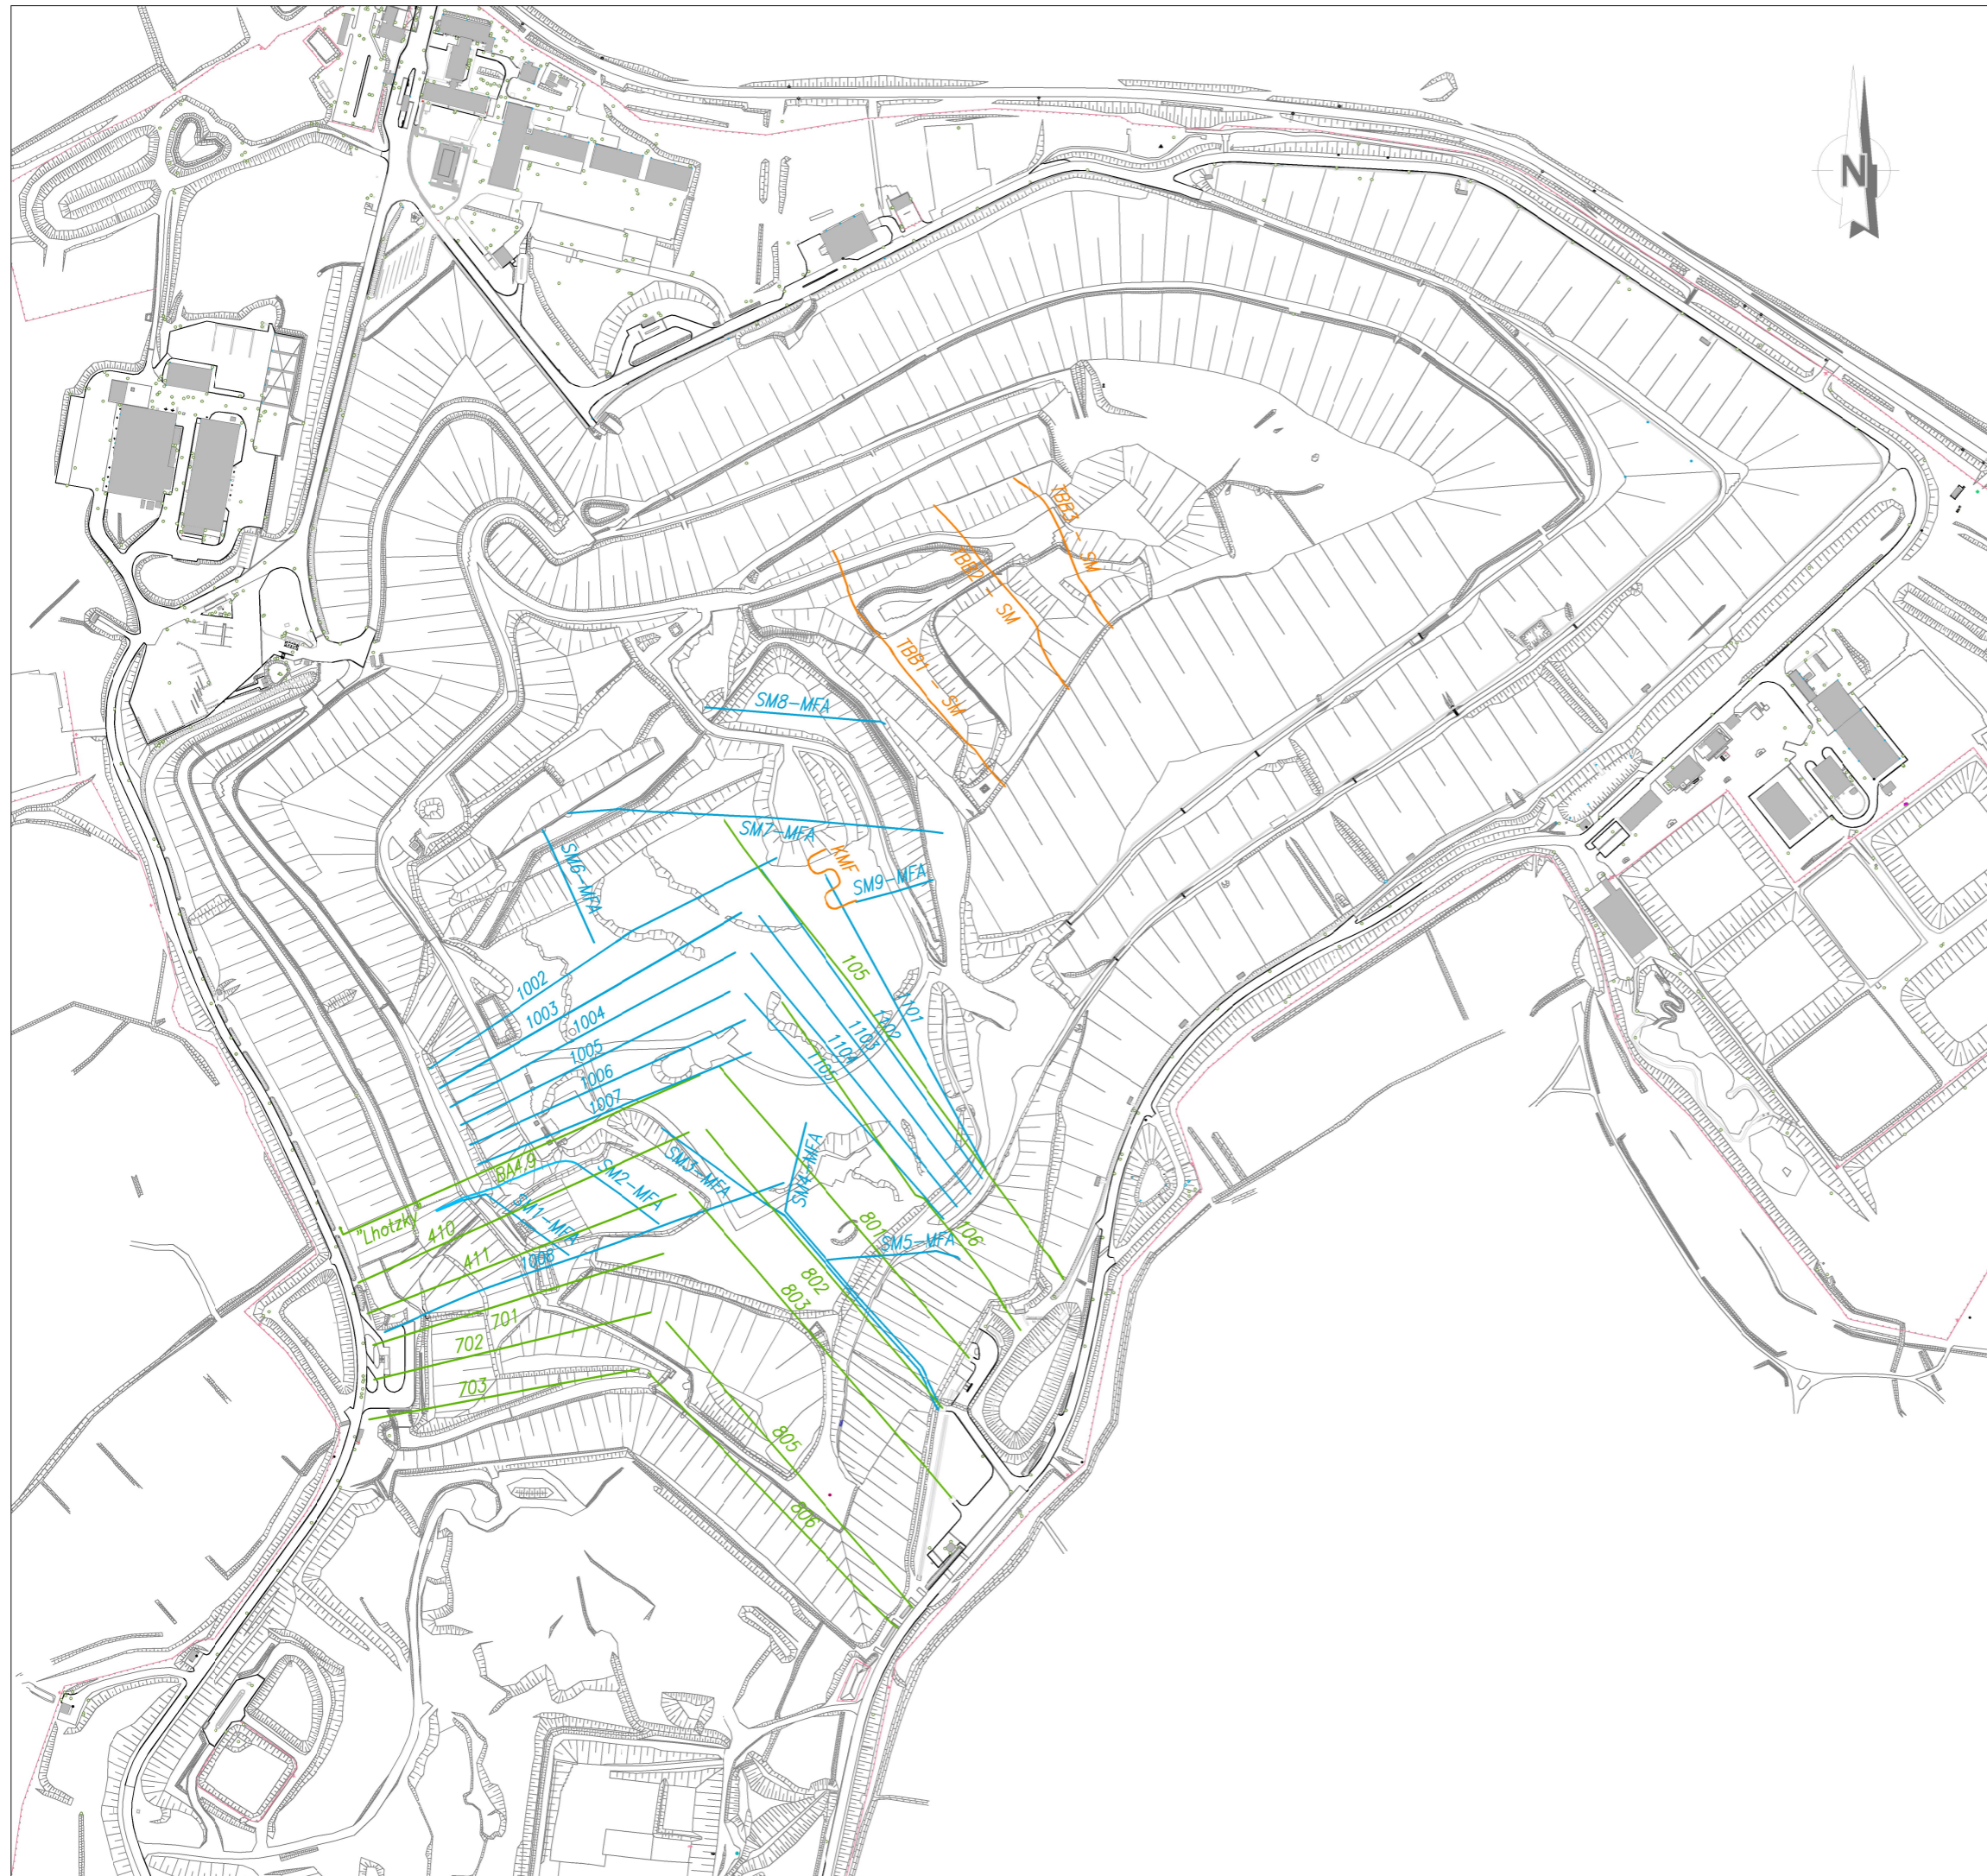 N
TBB3 - SM
TBB2 - SM
TBB1 - SM
SM8-MFA
SM7-MFA
KMF
SM6-MFA
SM9-MFA
105
1002
1003
1004
1101
1102
1103
1104
1005
1105
1006
1007
BA4,9
SM2-MFA
SM3-MFA
SM4-MFA
"Lhotzky
SM1-MFA
410
801
106
411
1008
SM5-MFA
802
803
701
702
703
805
806